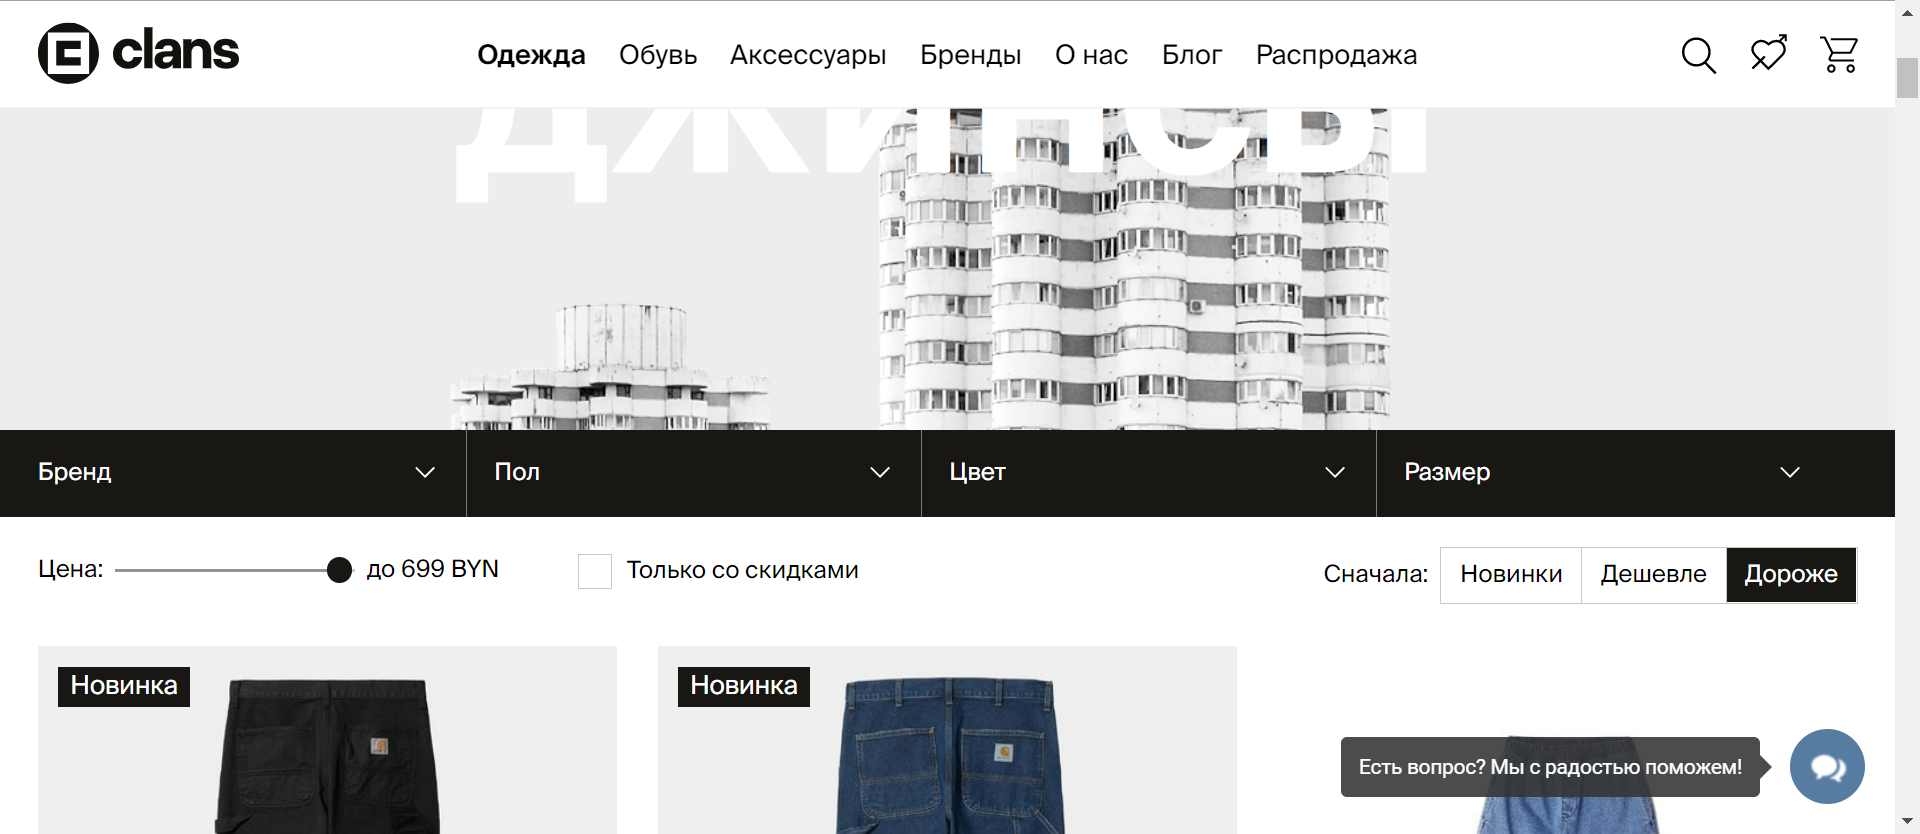 clans
Одежда Обувь Аксессуары Бренды О нас Блог Распродажа
ДЖИНСЫ
Бренд Пол Цвет Размер
Цена: до 699 BYN Только со скидками Сначала: Новинки Дешевле Дороже
Новинка Новинка
Есть вопрос? Мы с радостью поможем!